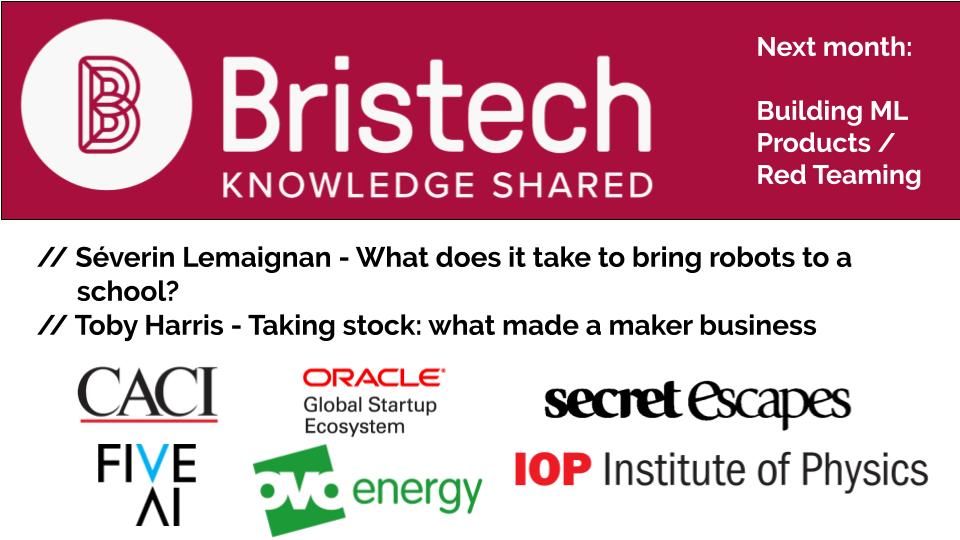 B
Bristech
KNOWLEDGE SHARED
Next month:
Building ML
Products /
Red Teaming
// Séverin Lemaignan - What does it take to bring robots to a
school?
// Toby Harris - Taking stock: what made a maker business
CACI
ORACLE®
Global Startup
Ecosystem
secret escapes
FIVE
AI
ovo energy
IOP Institute of Physics